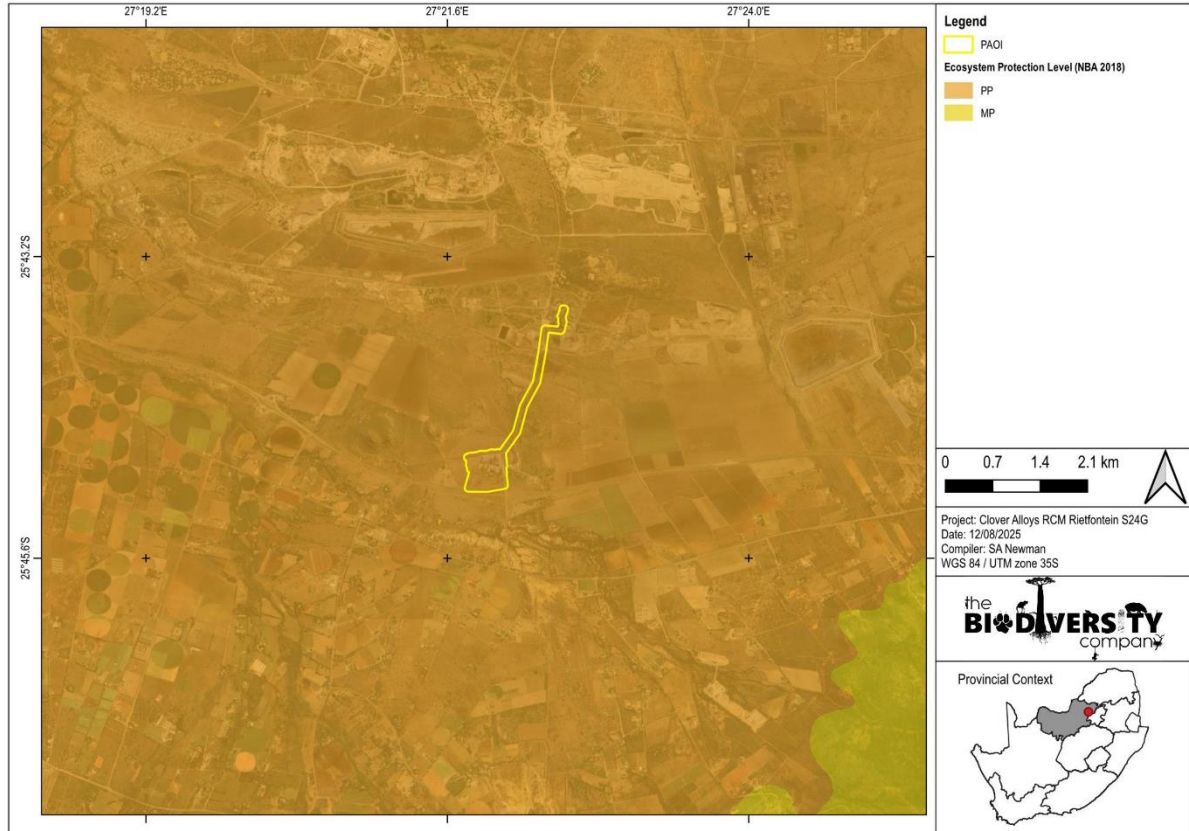 27°19.2'E 27°21.6'E 27°24.0'E
25°43.2'S
25°45.6'S
Legend
PAOI
Ecosystem Protection Level (NBA 2018)
PP
MP
0 0.7 1.4 2.1 km
Project: Clover Alloys RCM Rietfontein S24G
Date: 12/08/2025
Compiler: SA Newman
WGS 84 / UTM zone 35S
the
BIODIVERSITY
company
Provincial Context